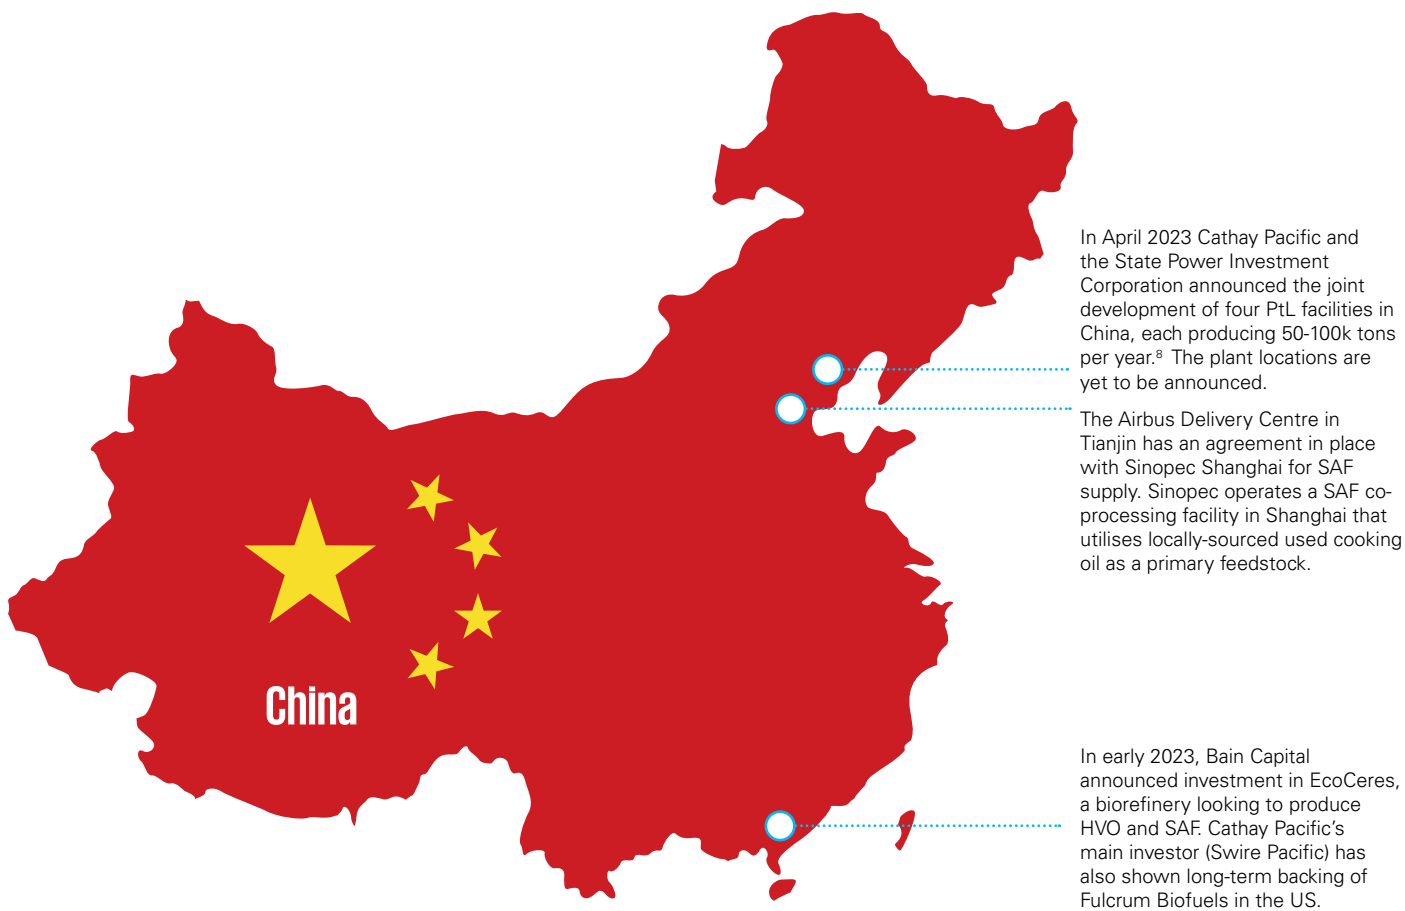 In April 2023 Cathay Pacific and
the State Power Investment
Corporation announced the joint
development of four PtL facilities in
China, each producing 50-100k tons
per year.⁸ The plant locations are
yet to be announced.
The Airbus Delivery Centre in
Tianjin has an agreement in place
with Sinopec Shanghai for SAF
supply. Sinopec operates a SAF co-
processing facility in Shanghai that
utilises locally-sourced used cooking
oil as a primary feedstock.
China
In early 2023, Bain Capital
announced investment in EcoCeres,
a biorefinery looking to produce
HVO and SAF. Cathay Pacific’s
main investor (Swire Pacific) has
also shown long-term backing of
Fulcrum Biofuels in the US.